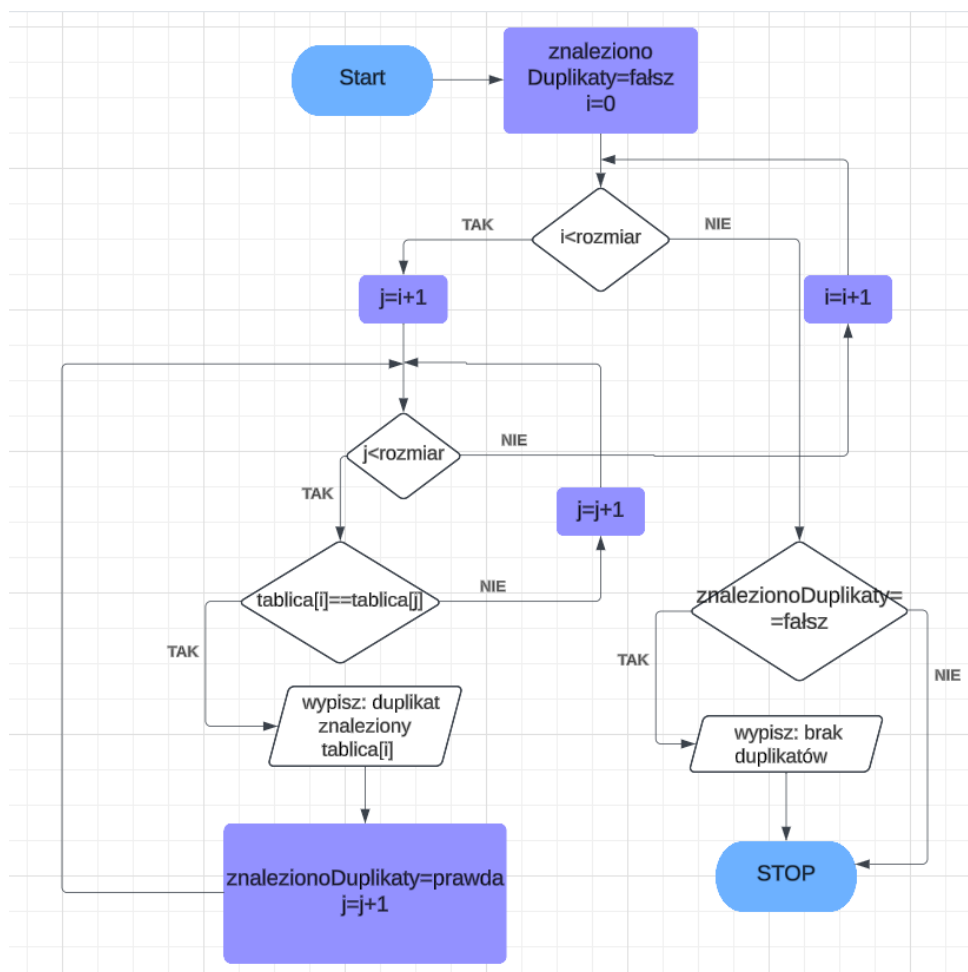 Start
znaleziono
Duplikaty=fałsz
i=0
i<rozmiar
TAK
NIE
j=i+1
i=i+1
j<rozmiar
NIE
TAK
j=j+1
tablica[i]==tablica[j]
NIE
TAK
wypisz: duplikat
znaleziony
tablica[i]
znalezionoDuplikaty=prawda
j=j+1
znalezionoDuplikaty=
=fałsz
TAK
NIE
wypisz: brak
duplikatów
STOP